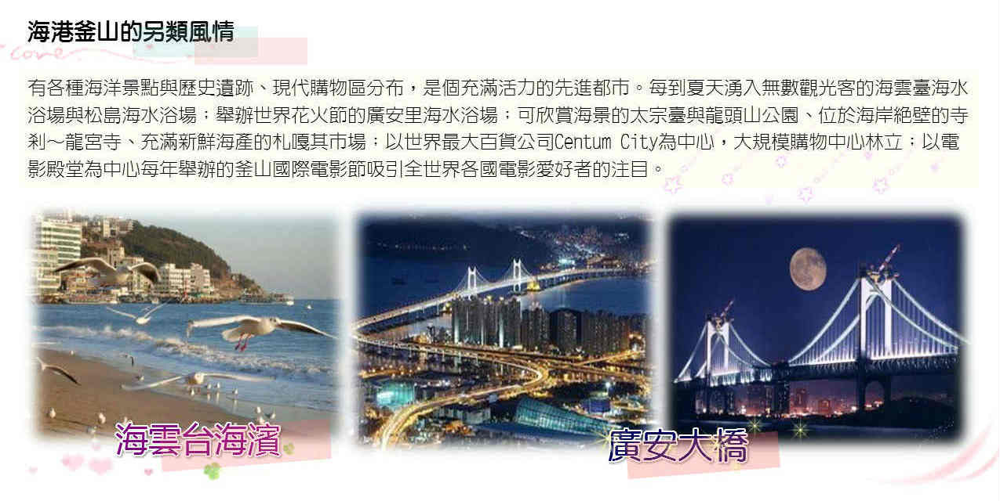 海港釜山的另類風情
love
有各種海洋景點與歷史遺跡、現代購物區分布，是個充滿活力的先進都市。每到夏天湧入無數觀光客的海雲臺海水
浴場與松島海水浴場；舉辦世界花火節的廣安里海水浴場；可欣賞海景的太宗臺與龍頭山公園、位於海岸絕壁的寺
剎～龍宮寺、充滿新鮮海產的札嘎其市場；以世界最大百貨公司Centum City為中心，大規模購物中心林立；以電
影殿堂為中心每年舉辦的釜山國際電影節吸引全世界各國電影愛好者的注目。
海雲台海濱
廣安大橋